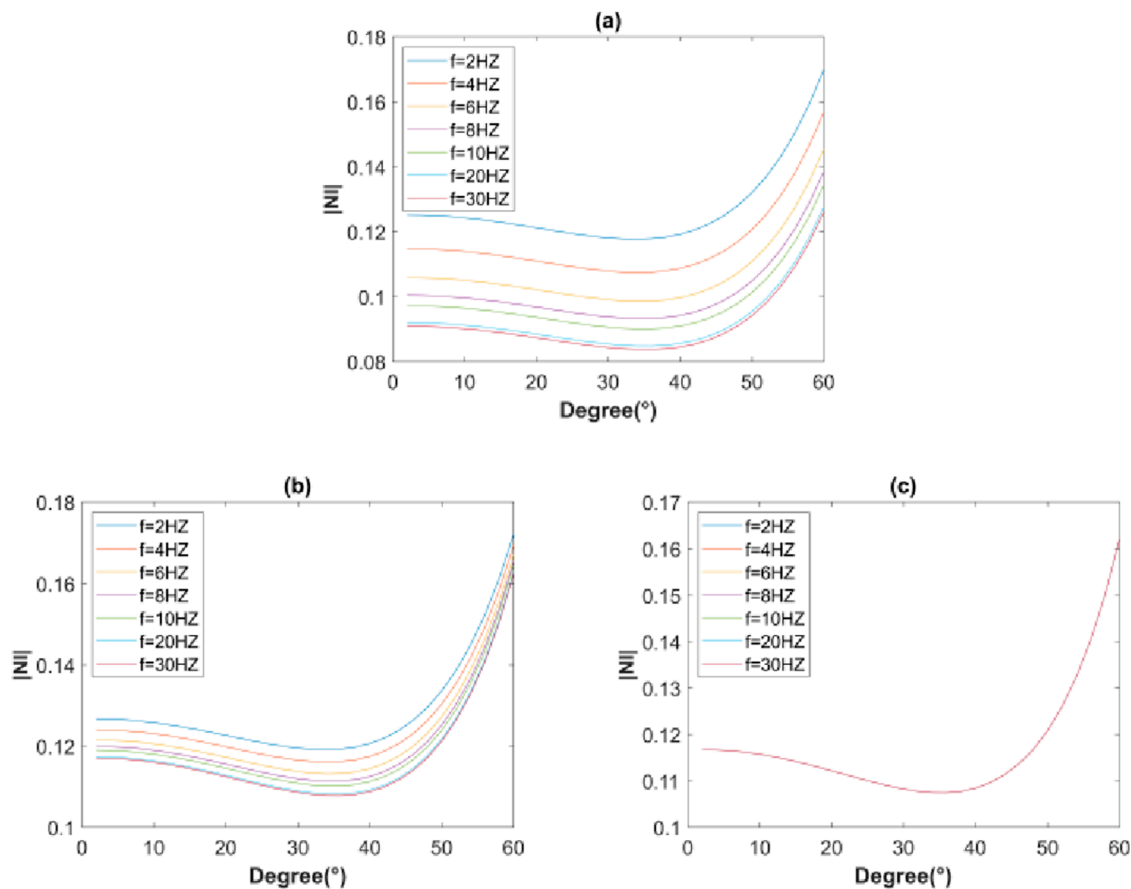 (a)
0.18
0.16
0.14
0.12
0.1
0.08
|NI|
f=2HZ
f=4HZ
f=6HZ
f=8HZ
f=10HZ
f=20HZ
f=30HZ
0 10 20 30 40 50 60
Degree(°)
(b)
0.18
0.16
0.14
0.12
0.1
|NI|
f=2HZ
f=4HZ
f=6HZ
f=8HZ
f=10HZ
f=20HZ
f=30HZ
0 10 20 30 40 50 60
Degree(°)
(c)
0.17
0.16
0.15
0.14
0.13
0.12
0.11
0.1
|NI|
f=2HZ
f=4HZ
f=6HZ
f=8HZ
f=10HZ
f=20HZ
f=30HZ
0 10 20 30 40 50 60
Degree(°)